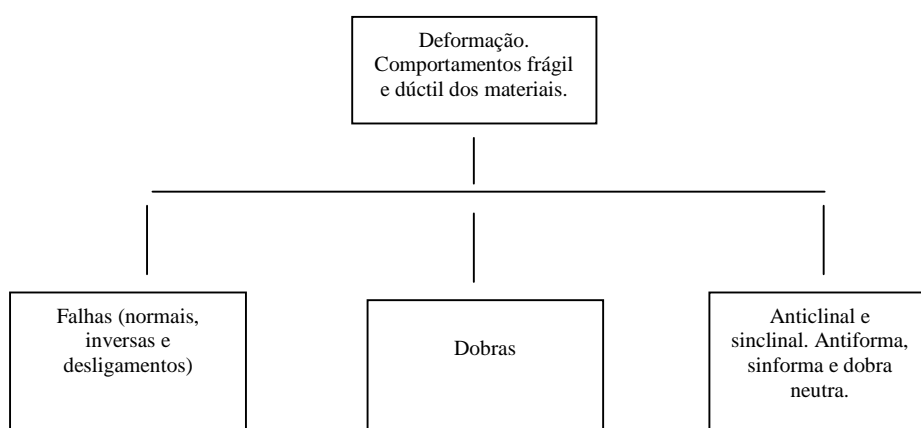 Deformação.
Comportamentos frágil
e dúctil dos materiais.
Falhas (normais,
inversas e
desligamentos)
Dobras
Anticlinal e
sinclinal. Antiforma,
sinforma e dobra
neutra.